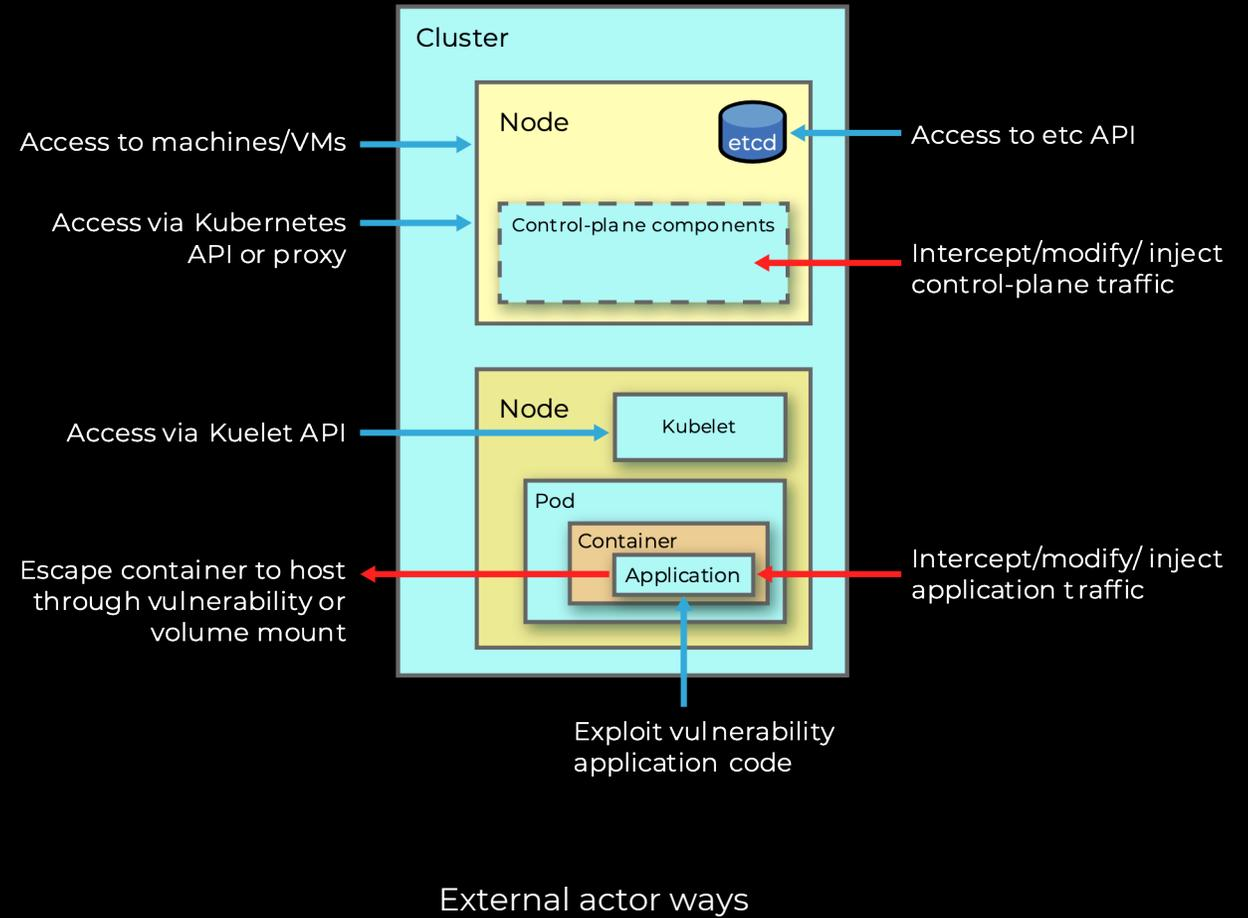 Cluster
Node
etcd
Access to machines/VMs
Access to etc API
Access via Kubernetes
API or proxy
Control-plane components
Intercept/modify/ inject
control-plane traffic
Node
Kubelet
Access via Kuelet API
Pod
Container
Application
Escape container to host
through vulnerability or
volume mount
Intercept/modify/ inject
application traffic
Exploit vulnerability
application code
External actor ways